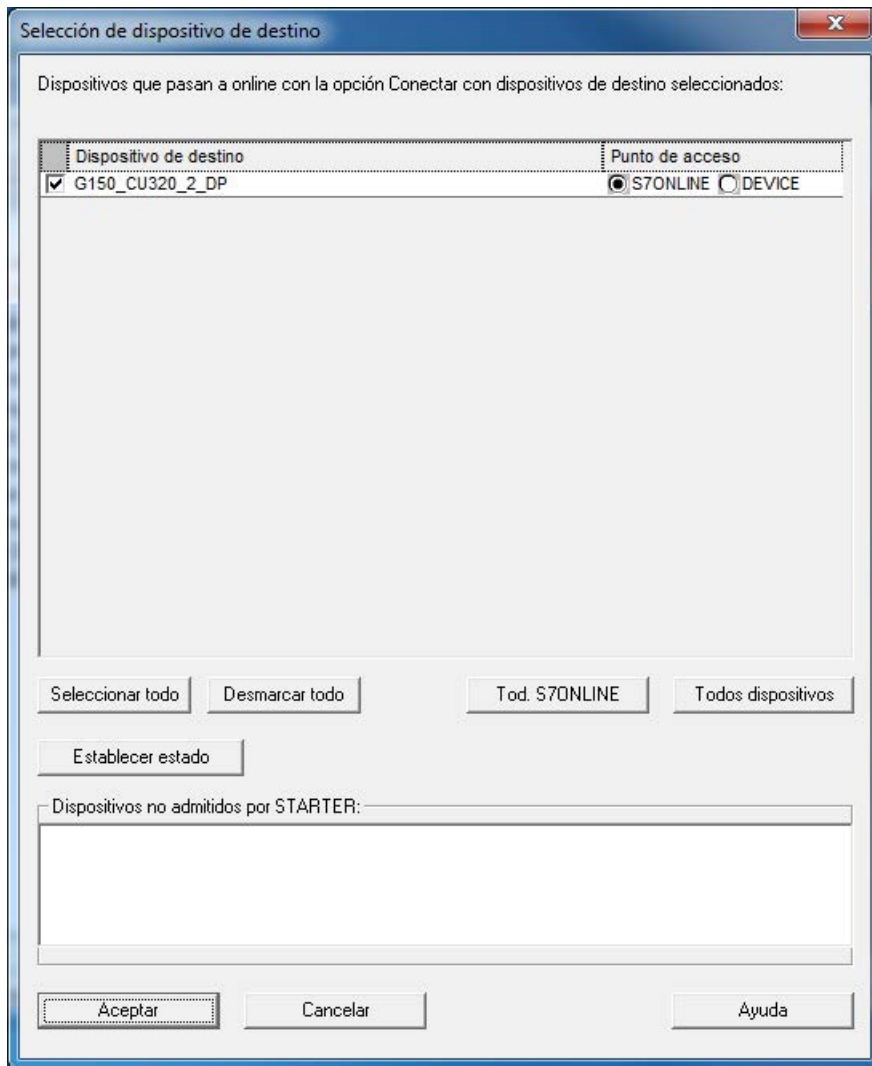 Selección de dispositivo de destino
Dispositivos que pasan a online con la opción Conectar con dispositivos de destino seleccionados:
Dispositivo de destino Punto de acceso
G150_CU320_2_DP S7ONLINE DEVICE
Seleccionar todo Desmarcar todo Tod. S7ONLINE Todos dispositivos
Establecer estado
Dispositivos no admitidos por STARTER:
Aceptar Cancelar Ayuda